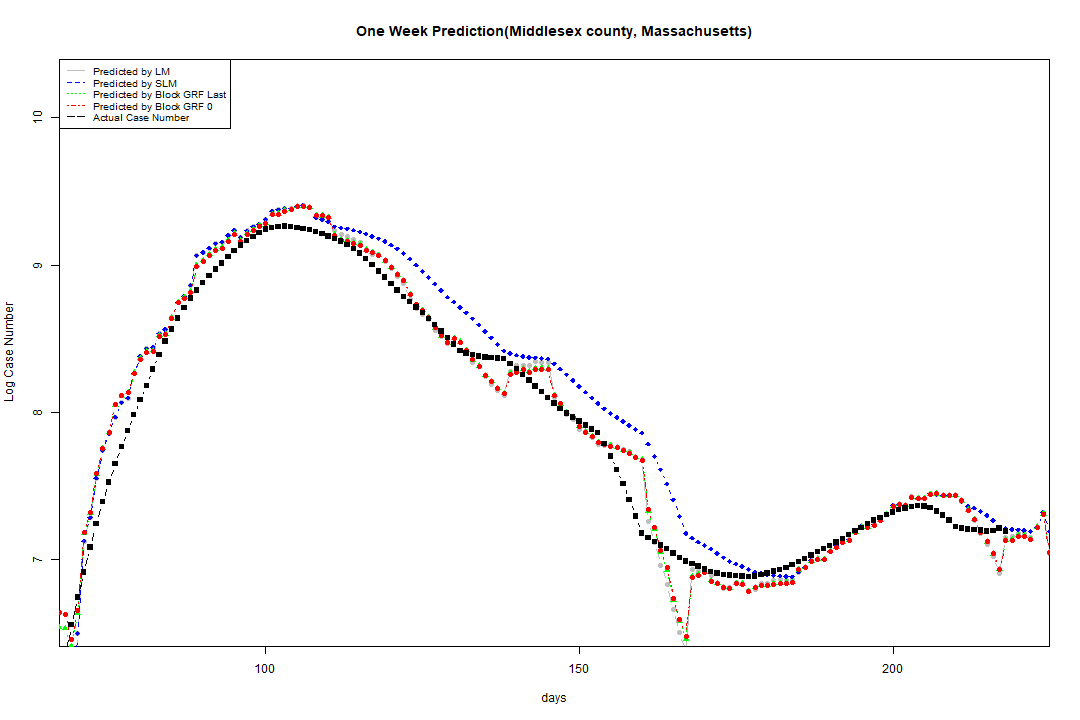 One Week Prediction(Middlesex county, Massachusetts)
Predicted by LM
Predicted by SLM
Predicted by Block GRF Last
Predicted by Block GRF 0
Actual Case Number
10
9
8
7
Log Case Number
100
150
200
days